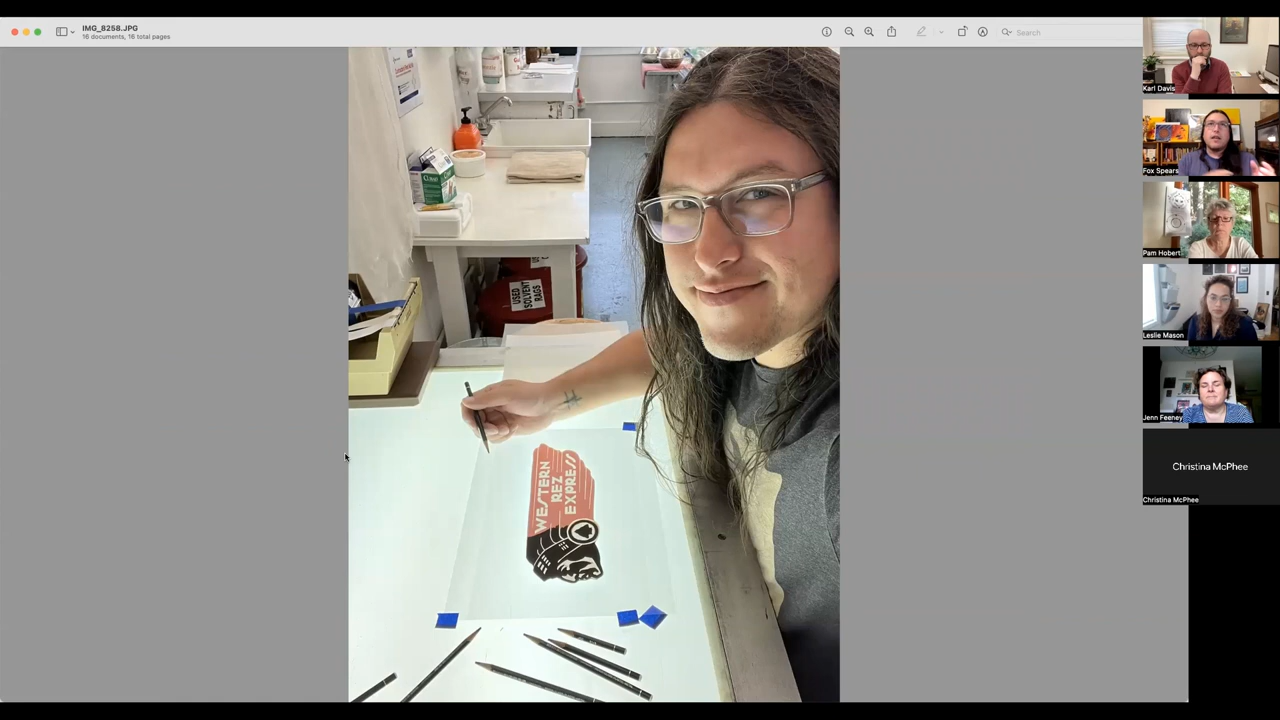 IMG_8258.JPG
16 documents, 16 total pages
Search
Karl Davis
Fox Spears
Pam Hobert
Leslie Mason
Jenn Feeney
Christina McPhee
Christina McPhee
USED
SOLVENT
RAGS
WESTERN
REZ
EXPRESS